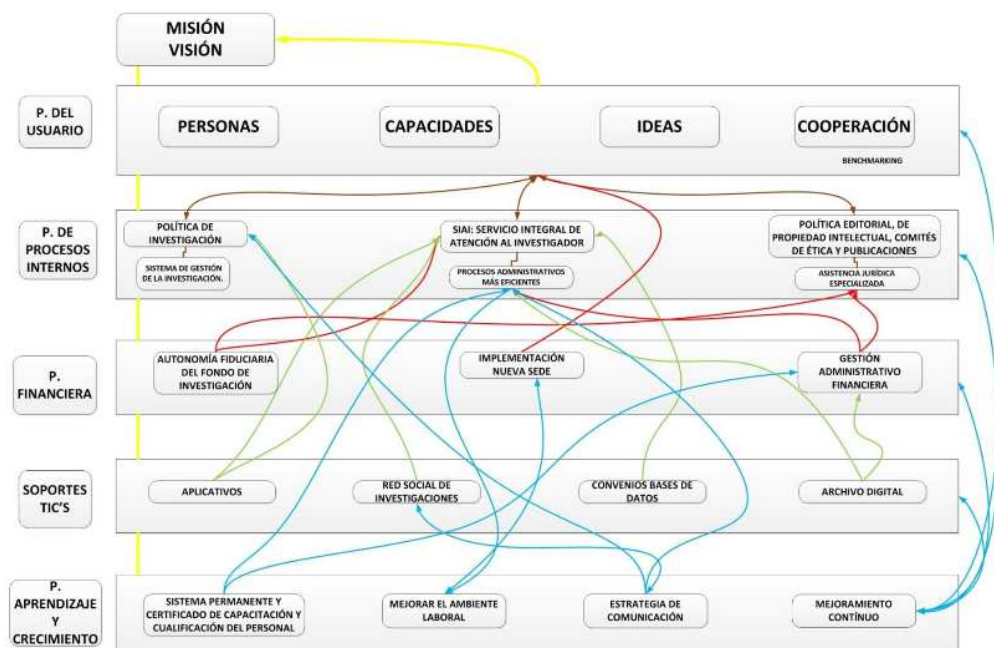 MISIÓN
VISIÓN
P. DEL
USUARIO
PERSONAS
CAPACIDADES
IDEAS
COOPERACIÓN
BENCHMARKING
P. DE
PROCESOS
INTERNOS
POLÍTICA DE
INVESTIGACIÓN
SISTEMA DE GESTIÓN
DE LA INVESTIGACIÓN.
SIAI: SERVICIO INTEGRAL DE
ATENCIÓN AL INVESTIGADOR
PROCESOS ADMINISTRATIVOS
MÁS EFICIENTES
POLÍTICA EDITORIAL, DE
PROPIEDAD INTELECTUAL, COMITÉS
DE ÉTICA Y PUBLICACIONES
ASISTENCIA JURÍDICA
ESPECIALIZADA
P.
FINANCIERA
AUTONOMÍA FIDUCIARIA
DEL FONDO DE
INVESTIGACIÓN
IMPLEMENTACIÓN
NUEVA SEDE
GESTIÓN
ADMINISTRATIVO
FINANCIERA
SOPORTES
TIC'S
APLICATIVOS
RED SOCIAL DE
INVESTIGACIONES
CONVENIOS BASES DE
DATOS
ARCHIVO DIGITAL
P.
APRENDIZAJE
Y
CRECIMIENTO
SISTEMA PERMANENTE Y
CERTIFICADO DE CAPACITACIÓN Y
CUALIFICACIÓN DEL PERSONAL
MEJORAR EL AMBIENTE
LABORAL
ESTRATEGIA DE
COMUNICACIÓN
MEJORAMIENTO
CONTÍNUO